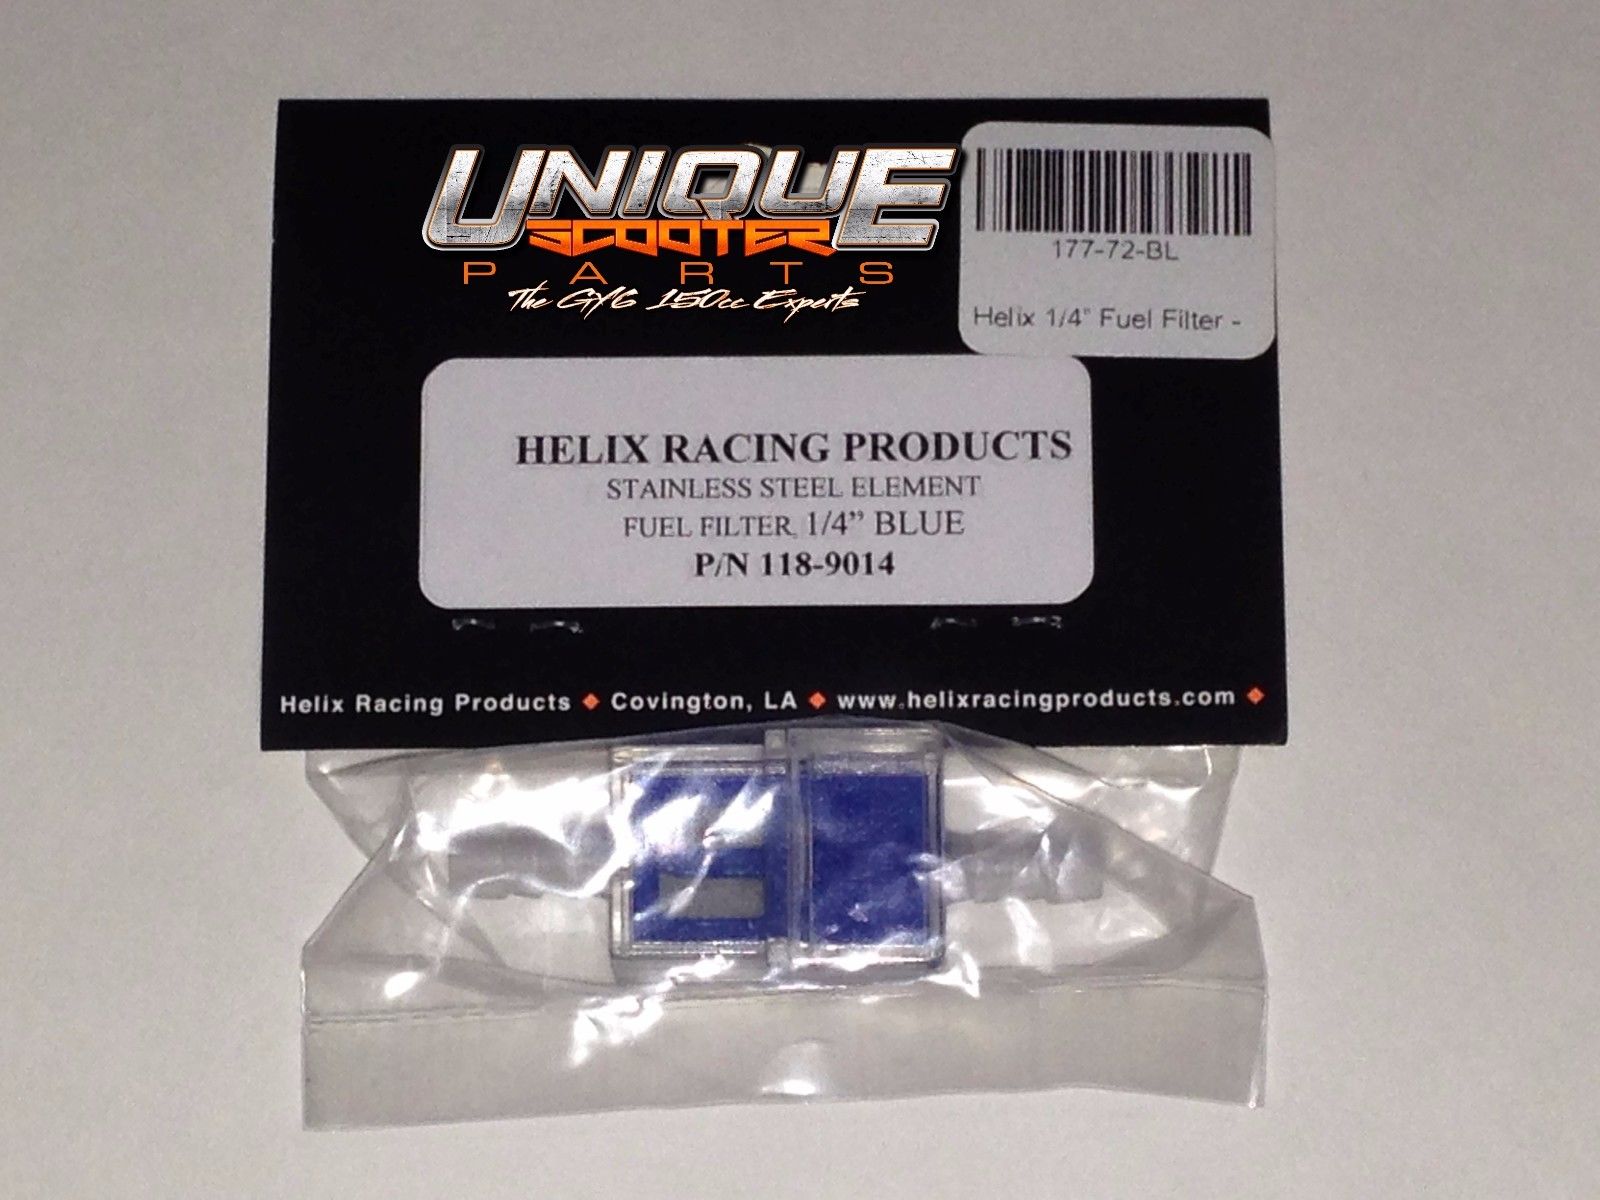 UNIQUE
SCOOTER
PARTS
The GY6 150cc Experts
177-72-BL
Helix 1/4" Fuel Filter -
HELIX RACING PRODUCTS
STAINLESS STEEL ELEMENT
FUEL FILTER, 1/4” BLUE
P/N 118-9014
Helix Racing Products ◆ Covington, LA ◆ www.helixracingproducts.com ◆